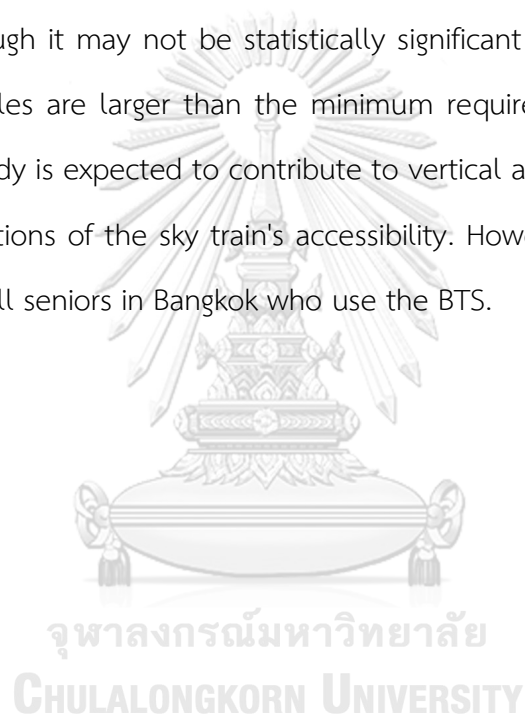 ugh it may not be statistically significant
les are larger than the minimum require
dy is expected to contribute to vertical a
tions of the sky train's accessibility. Howe
ll seniors in Bangkok who use the BTS.
จุฬาลงกรณ์มหาวิทยาลัย
CHULALONGKORN UNIVERSITY